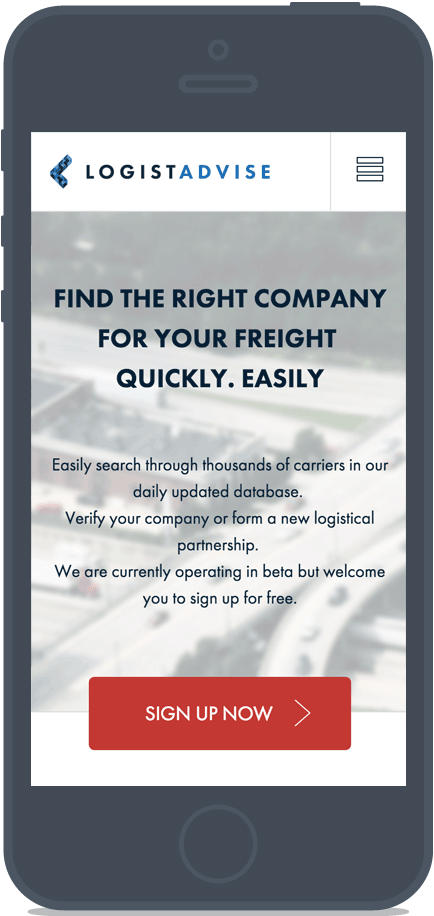 LOGISTADVISE
FIND THE RIGHT COMPANY
FOR YOUR FREIGHT
QUICKLY. EASILY
Easily search through thousands of carriers in our
daily updated database.
Verify your company or form a new logistical
partnership.
We are currently operating in beta but welcome
you to sign up for free.
SIGN UP NOW